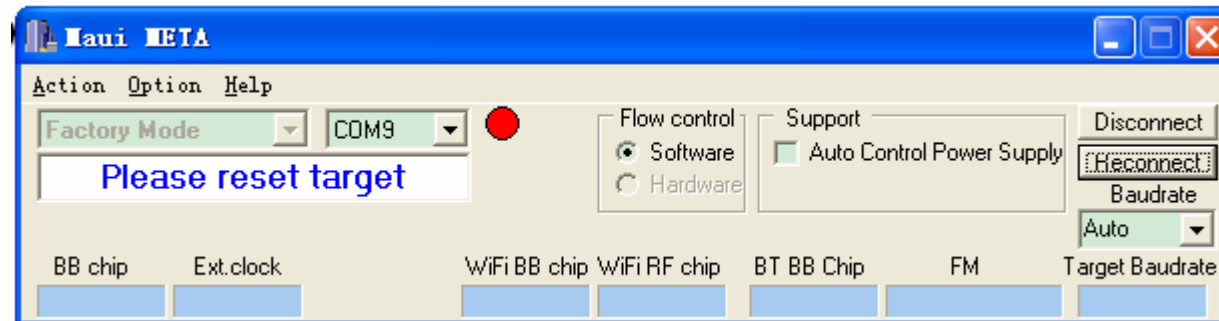 Maui META
Action Option Help
Factory Mode
COM9
Please reset target
Flow control
Software
Hardware
Support
Auto Control Power Supply
Disconnect
Reconnect
Baudrate
Auto
BB chip Ext.clock WiFi BB chip WiFi RF chip BT BB Chip FM Target Baudrate